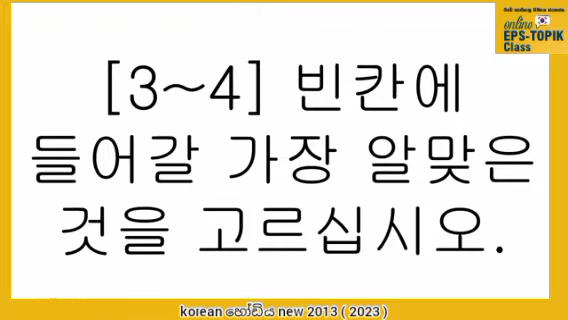 online
EPS-TOPIK
Class
[3~4] 빈칸에
들어갈 가장 알맞은
것을 고르십시오.
korean හෝඩිය new 2013 ( 2023 )